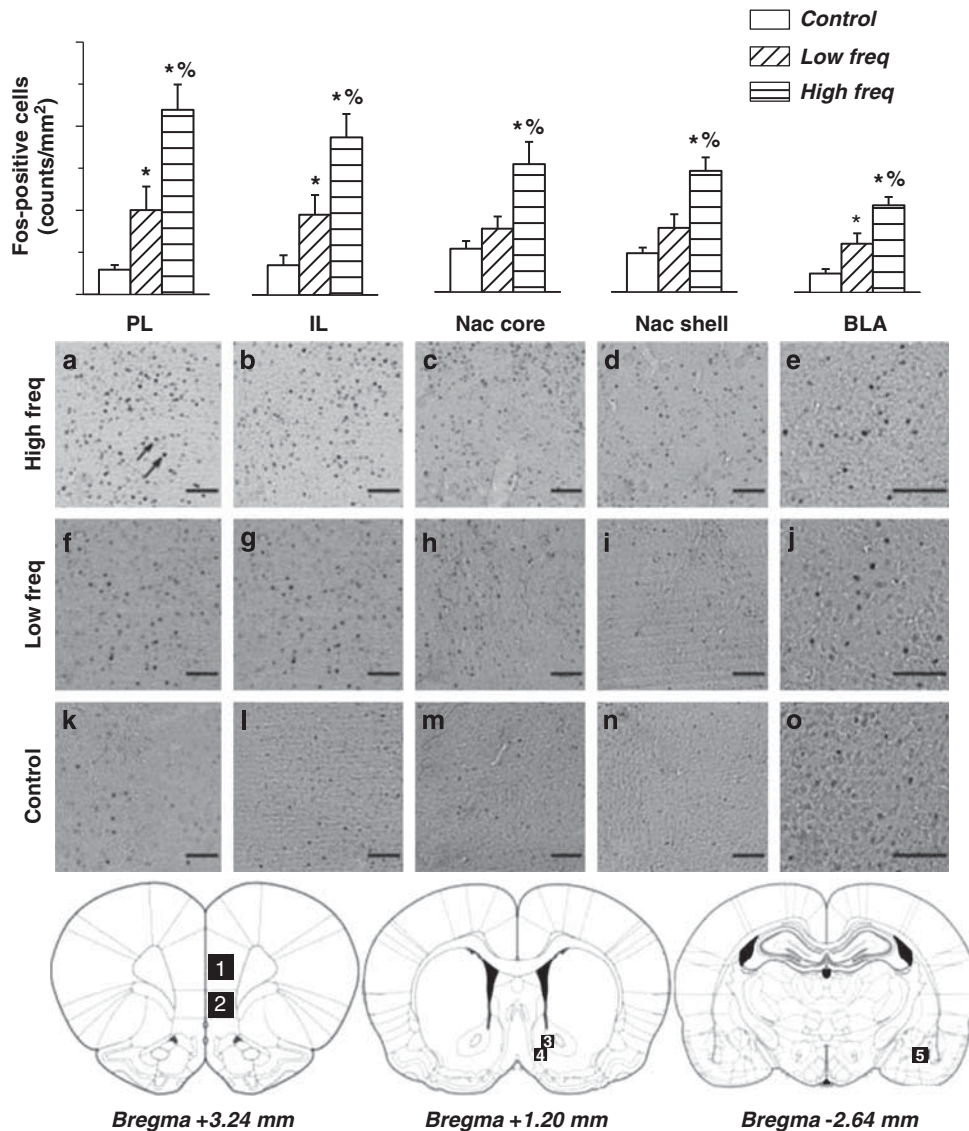 Control
Low freq
High freq
Fos-positive cells
(counts/mm²)
*%
*
*%
*
*%
*%
*%
*
PL
IL
Nac core
Nac shell
BLA
High freq
a
b
c
d
e
Low freq
f
g
h
i
j
Control
k
l
m
n
o
1
2
3
4
5
Bregma +3.24 mm
Bregma +1.20 mm
Bregma -2.64 mm